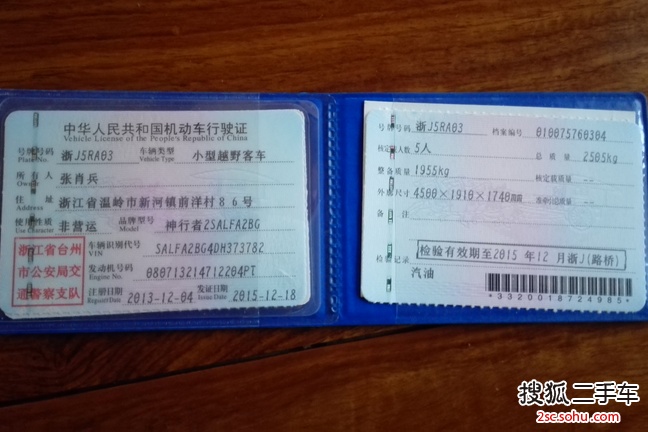 中华人民共和国机动车行驶证
Vehicle License of the People's Republic of China
号牌号码 浙J5RA03 车辆类型 小型越野客车
Plate No. Vehicle Type
所有人 张肖兵
Owner
住址 浙江省温岭市新河镇前洋村86号
Address
使用性质 非营运 品牌型号 神行者2SALFA2BG
Use Character Model
浙江省台州
市公安局交
通警察支队
车辆识别代号 SALFA2BG4DH373782
VIN
发动机号码 080713214712204PT
Engine No.
注册日期 2013-12-04 发证日期 2015-12-18
Register Date Issue Date
号牌号码 浙J5RA03 档案编号 010075760304
核定载人数 5人 总质量 2505kg
整备质量 1955kg 核定载质量 --
外廓尺寸 4500×1910×1740mm 准牵引总质量 --
备注
检验记录 检验有效期至2015年12月浙J(路桥)
汽油
*3320018724985*
搜狐二手车
2sc.sohu.com